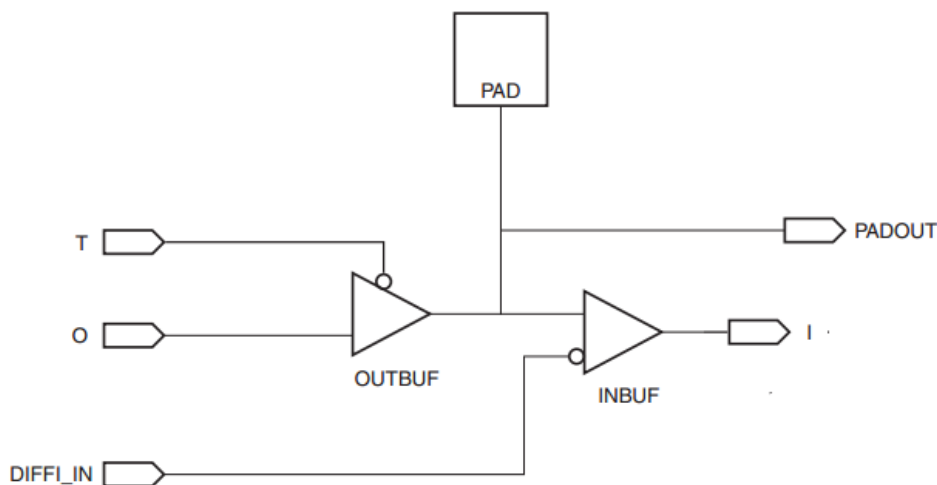 PAD
T
PADOUT
O
I
OUTBUF
INBUF
DIFFI_IN